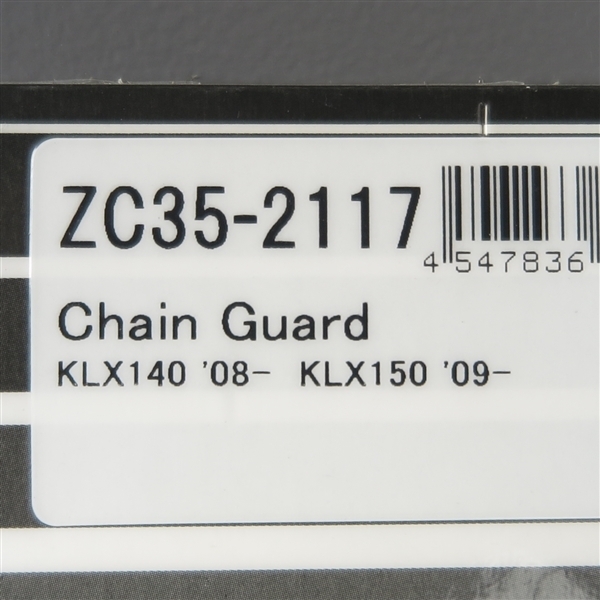 ZC35-2117
4 547836
Chain Guard
KLX140 '08- KLX150 '09-